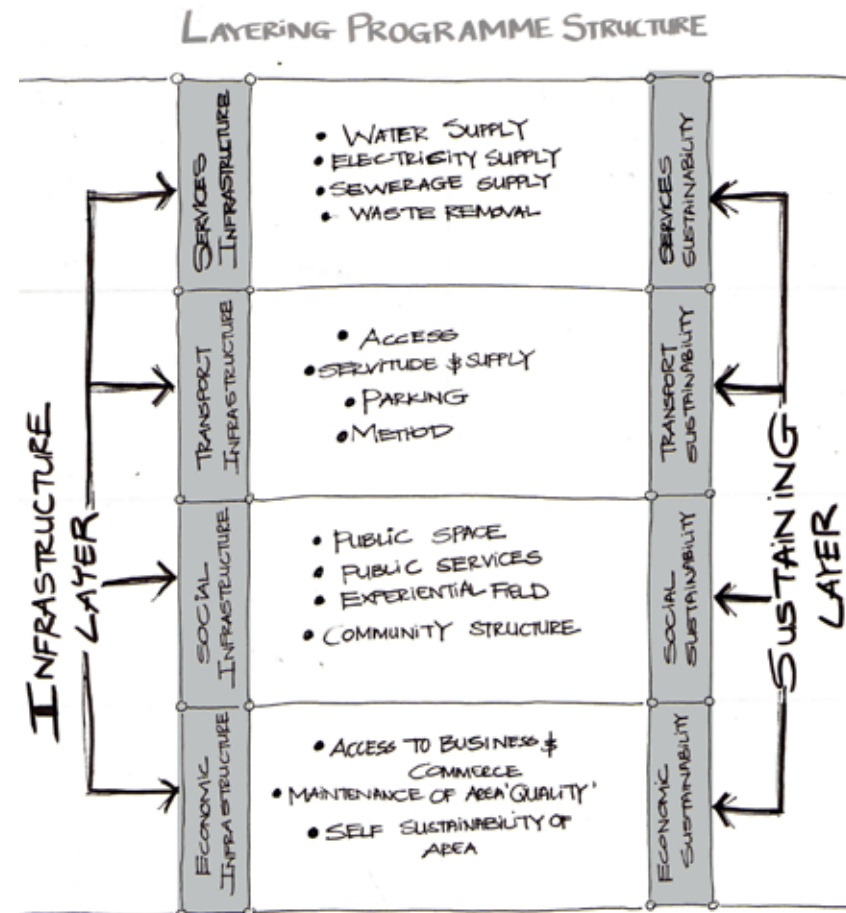 LAYERING PROGRAMME STRUCTURE
INFRASTRUCTURE
LAYER
SERVICES
INFRASTRUCTURE
• WATER SUPPLY
• ELECTRICITY SUPPLY
• SEWERAGE SUPPLY
• WASTE REMOVAL
SERVICES
SUSTAINABILITY
TRANSPORT
INFRASTRUCTURE
• ACCESS
• SERVITUDE & SUPPLY
• PARKING
• METHOD
TRANSPORT
SUSTAINABILITY
SOCIAL
INFRASTRUCTURE
• PUBLIC SPACE
• PUBLIC SERVICES
• EXPERIENTIAL FIELD
• COMMUNITY STRUCTURE
SOCIAL
SUSTAINABILITY
ECONOMIC
INFRASTRUCTURE
• ACCESS TO BUSINESS &
COMMERCE
• MAINTENANCE OF AREA 'QUALITY'
• SELF SUSTAINABILITY OF
AREA
ECONOMIC
SUSTAINABILITY
SUSTAINING
LAYER